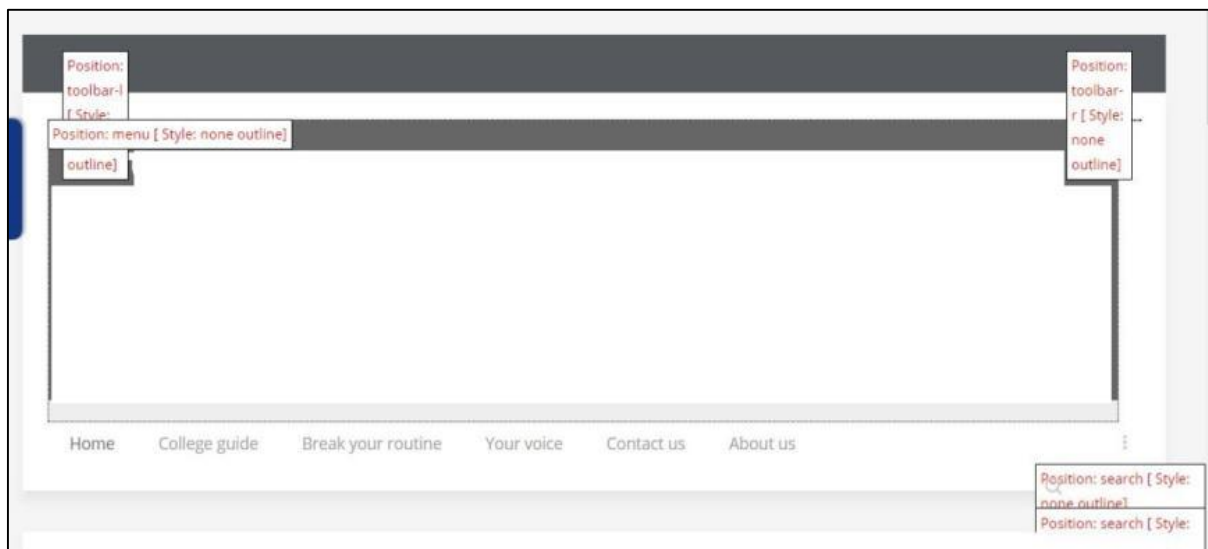 Position:
toolbar-l
[ Style:
outline]
Position: menu [ Style: none outline]
Position:
toolbar-
r [ Style:
none
outline]
Home College guide Break your routine Your voice Contact us About us
Position: search [ Style:
none outline]
Position: search [ Style: